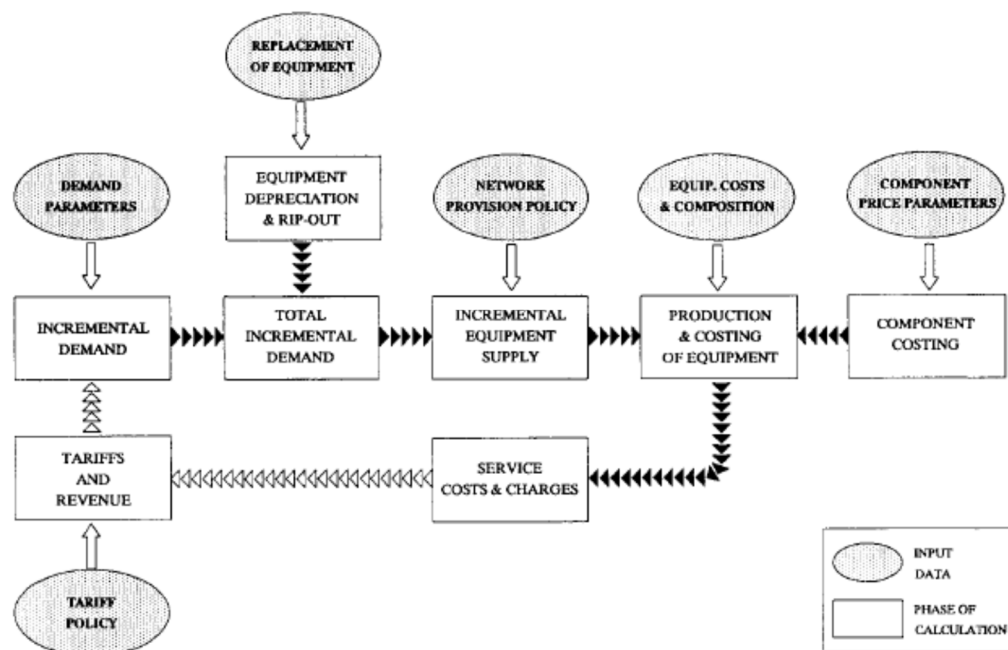 REPLACEMENT
OF EQUIPMENT
DEMAND
PARAMETERS
EQUIPMENT
DEPRECIATION
& RIP-OUT
NETWORK
PROVISION POLICY
EQUIP. COSTS
& COMPOSITION
COMPONENT
PRICE PARAMETERS
INCREMENTAL
DEMAND
TOTAL
INCREMENTAL
DEMAND
INCREMENTAL
EQUIPMENT
SUPPLY
PRODUCTION
& COSTING
OF EQUIPMENT
COMPONENT
COSTING
TARIFFS
AND
REVENUE
SERVICE
COSTS & CHARGES
TARIFF
POLICY
INPUT
DATA
PHASE OF
CALCULATION